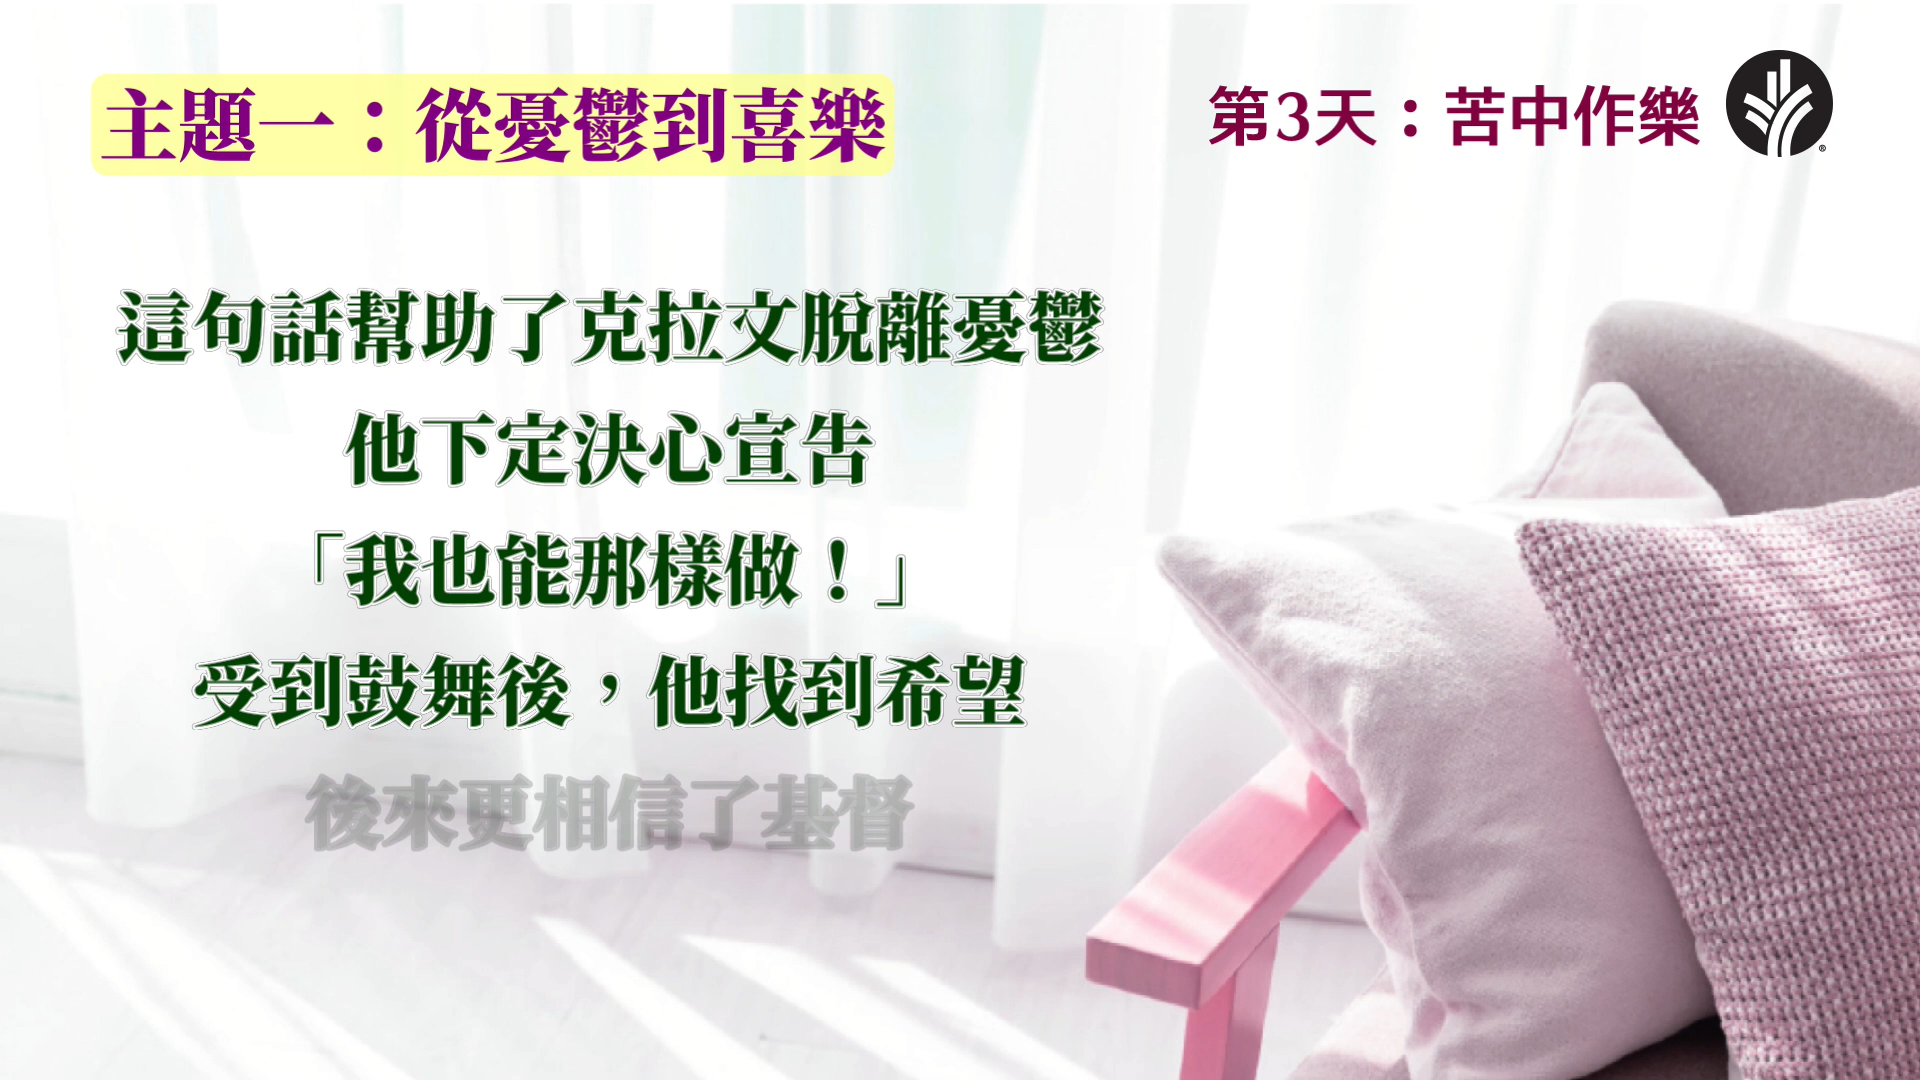 主題一：從憂鬱到喜樂
第3天：苦中作樂
這句話幫助了克拉文脫離憂鬱
他下定決心宣告
「我也能那樣做！」
受到鼓舞後，他找到希望
後來更相信了基督